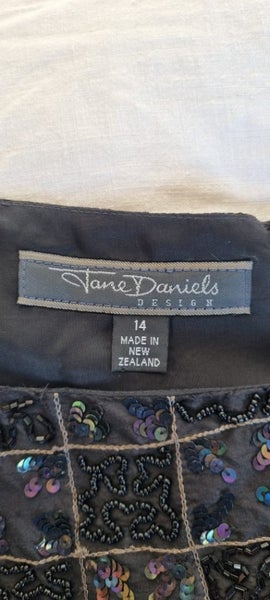 Jane Daniels
DESIGN
14
MADE IN
NEW
ZEALAND